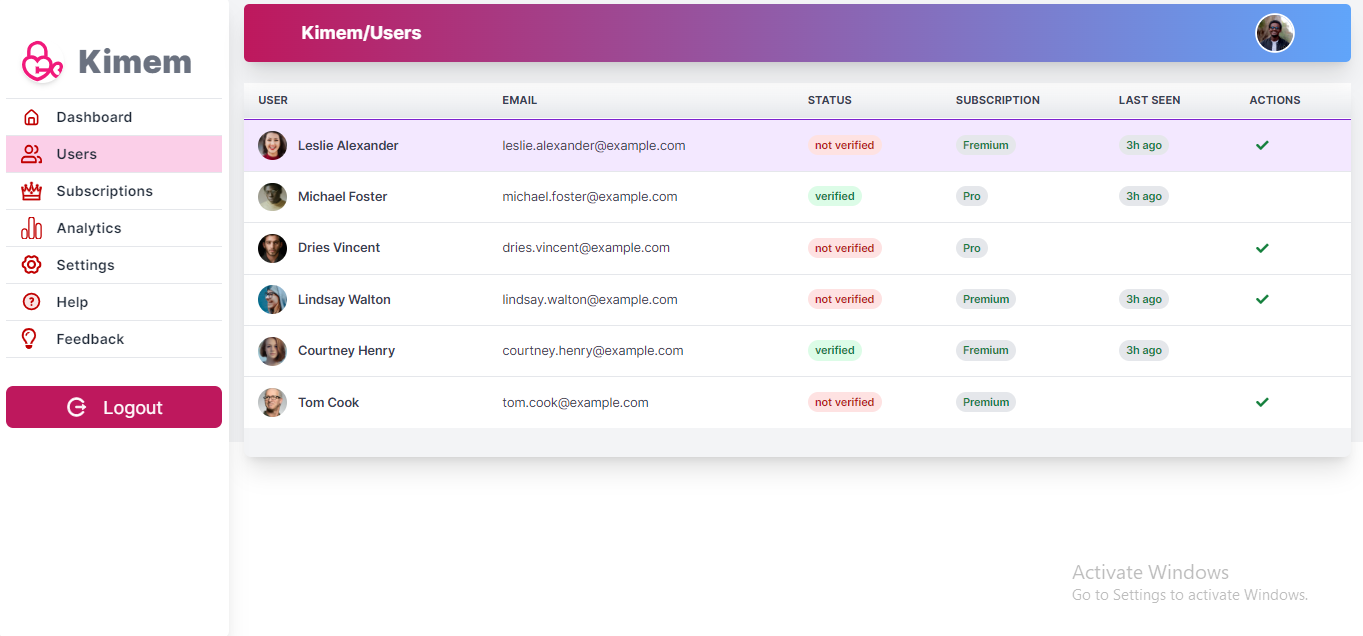 Kimem
Dashboard
Users
Subscriptions
Analytics
Settings
Help
Feedback
Logout
Kimem/Users
USER EMAIL STATUS SUBSCRIPTION LAST SEEN ACTIONS
Leslie Alexander leslie.alexander@example.com not verified Fremium 3h ago
Michael Foster michael.foster@example.com verified Pro 3h ago
Dries Vincent dries.vincent@example.com not verified Pro
Lindsay Walton lindsay.walton@example.com not verified Premium 3h ago
Courtney Henry courtney.henry@example.com verified Fremium 3h ago
Tom Cook tom.cook@example.com not verified Premium
Activate Windows
Go to Settings to activate Windows.